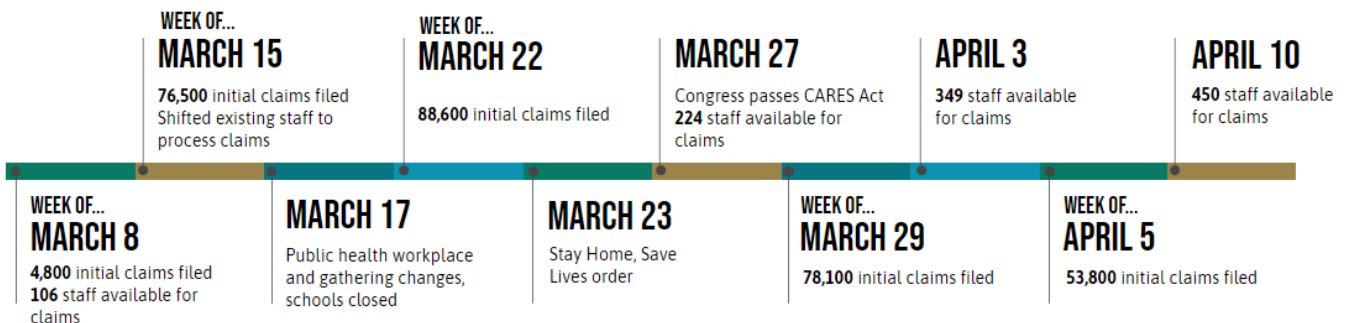 WEEK OF...
MARCH 15
76,500 initial claims filed
Shifted existing staff to
process claims
WEEK OF...
MARCH 22
88,600 initial claims filed
MARCH 27
Congress passes CARES Act
224 staff available for
claims
APRIL 3
349 staff available
for claims
APRIL 10
450 staff available
for claims
WEEK OF...
MARCH 8
4,800 initial claims filed
106 staff available for
claims
MARCH 17
Public health workplace
and gathering changes,
schools closed
MARCH 23
Stay Home, Save
Lives order
WEEK OF...
MARCH 29
78,100 initial claims filed
WEEK OF...
APRIL 5
53,800 initial claims filed